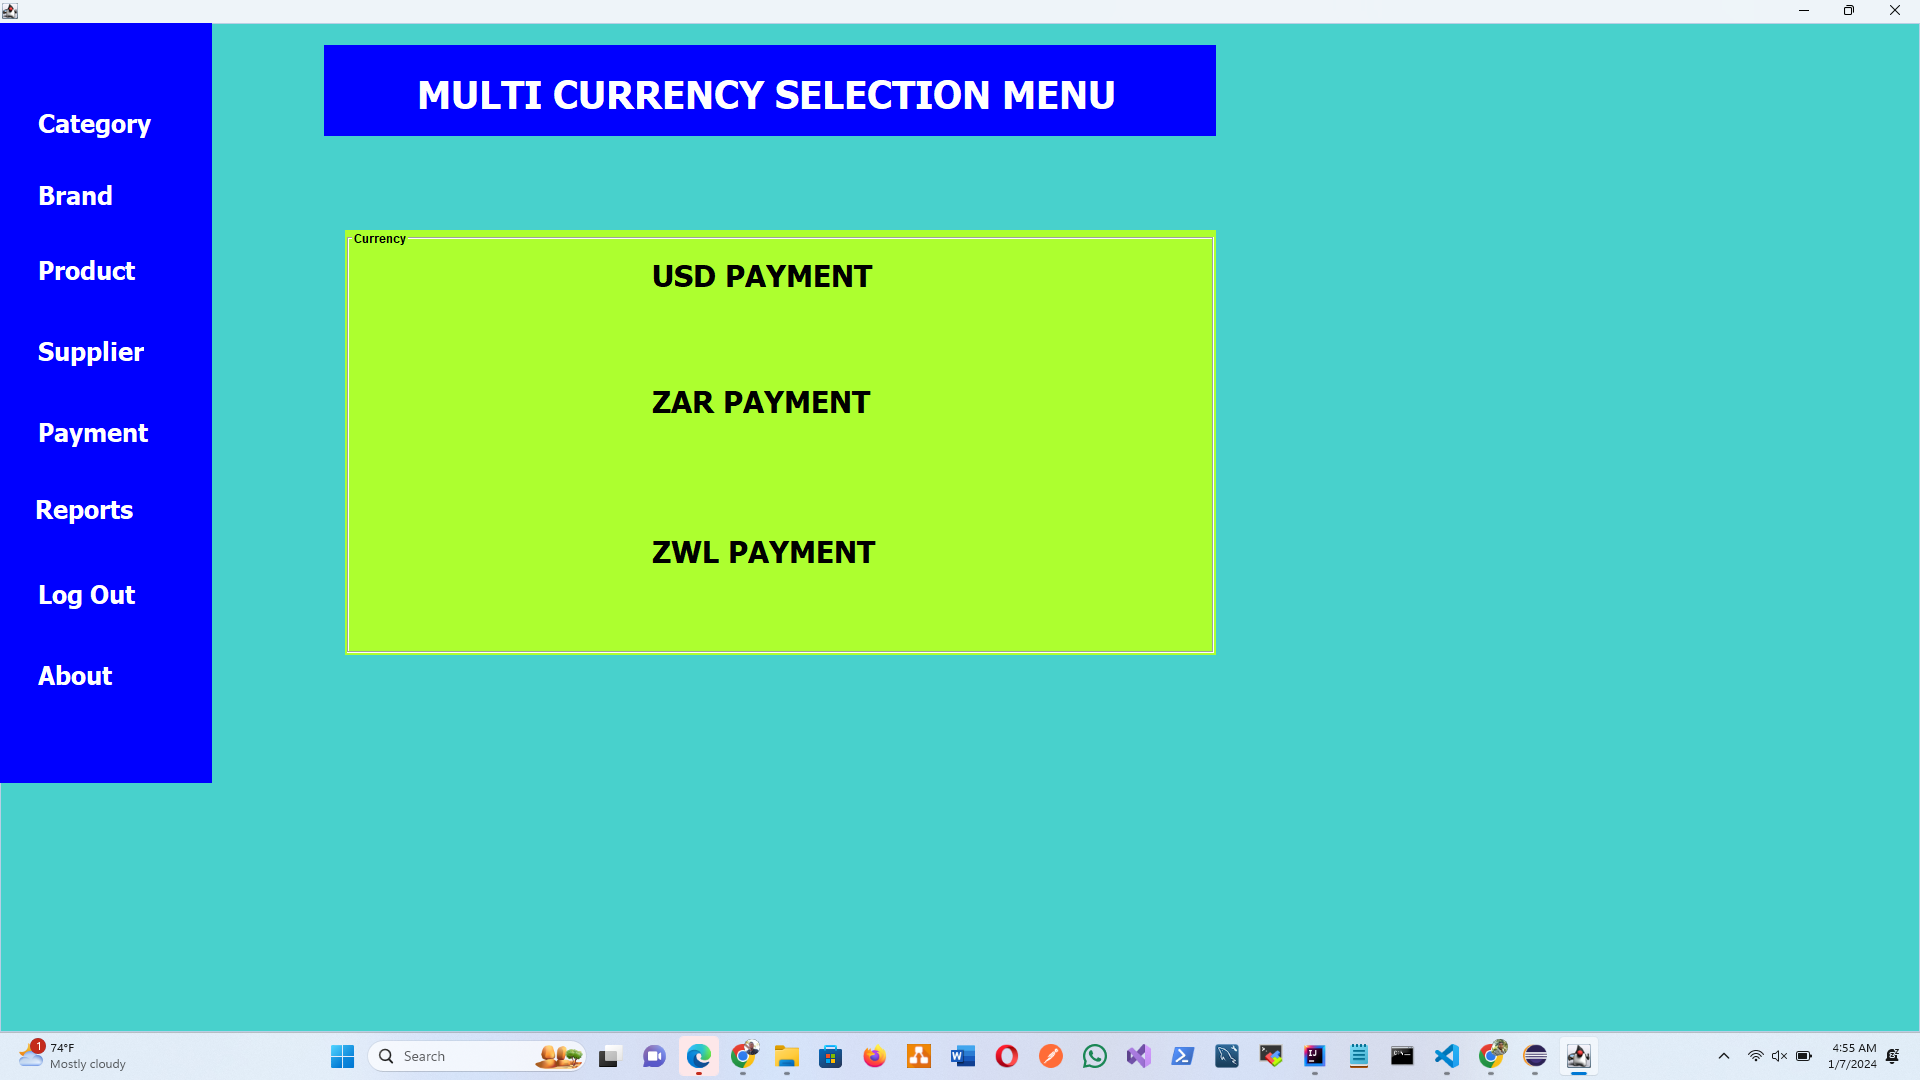 MULTI CURRENCY SELECTION MENU
Category
Brand
Product
Supplier
Payment
Reports
Log Out
About
Currency
USD PAYMENT
ZAR PAYMENT
ZWL PAYMENT
1
74°F
Mostly cloudy
Search
4:55 AM
1/7/2024